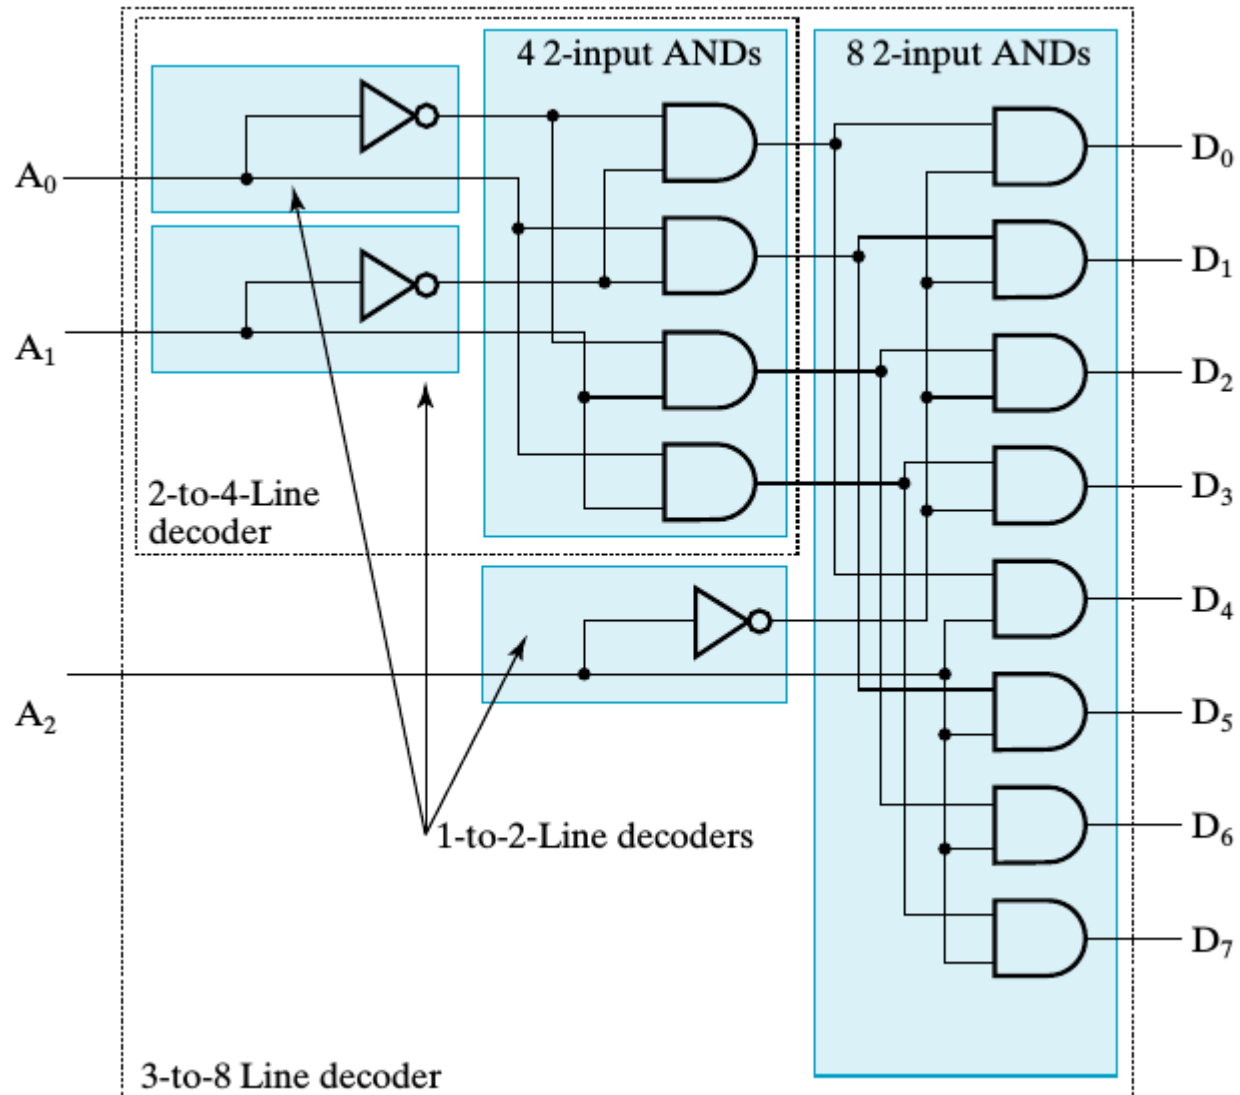 4 2-input ANDs
8 2-input ANDs
D0
A0
D1
A1
D2
D3
2-to-4-Line
decoder
D4
A2
D5
D6
1-to-2-Line decoders
D7
3-to-8 Line decoder